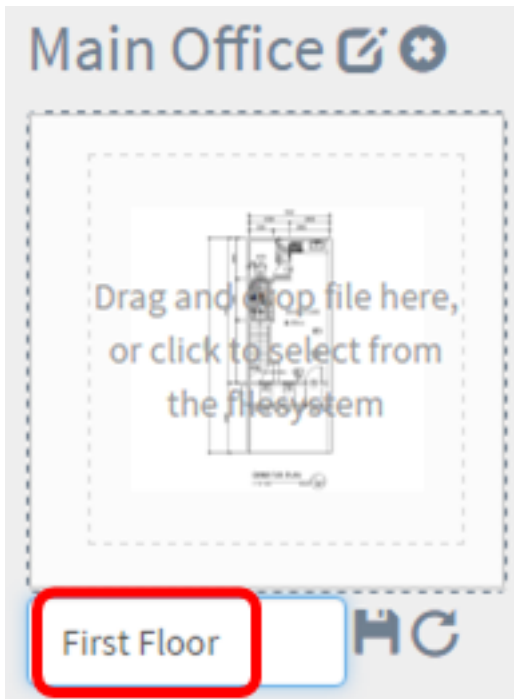 Main Office
Drag and drop file here,
or click to select from
the filesystem
First Floor